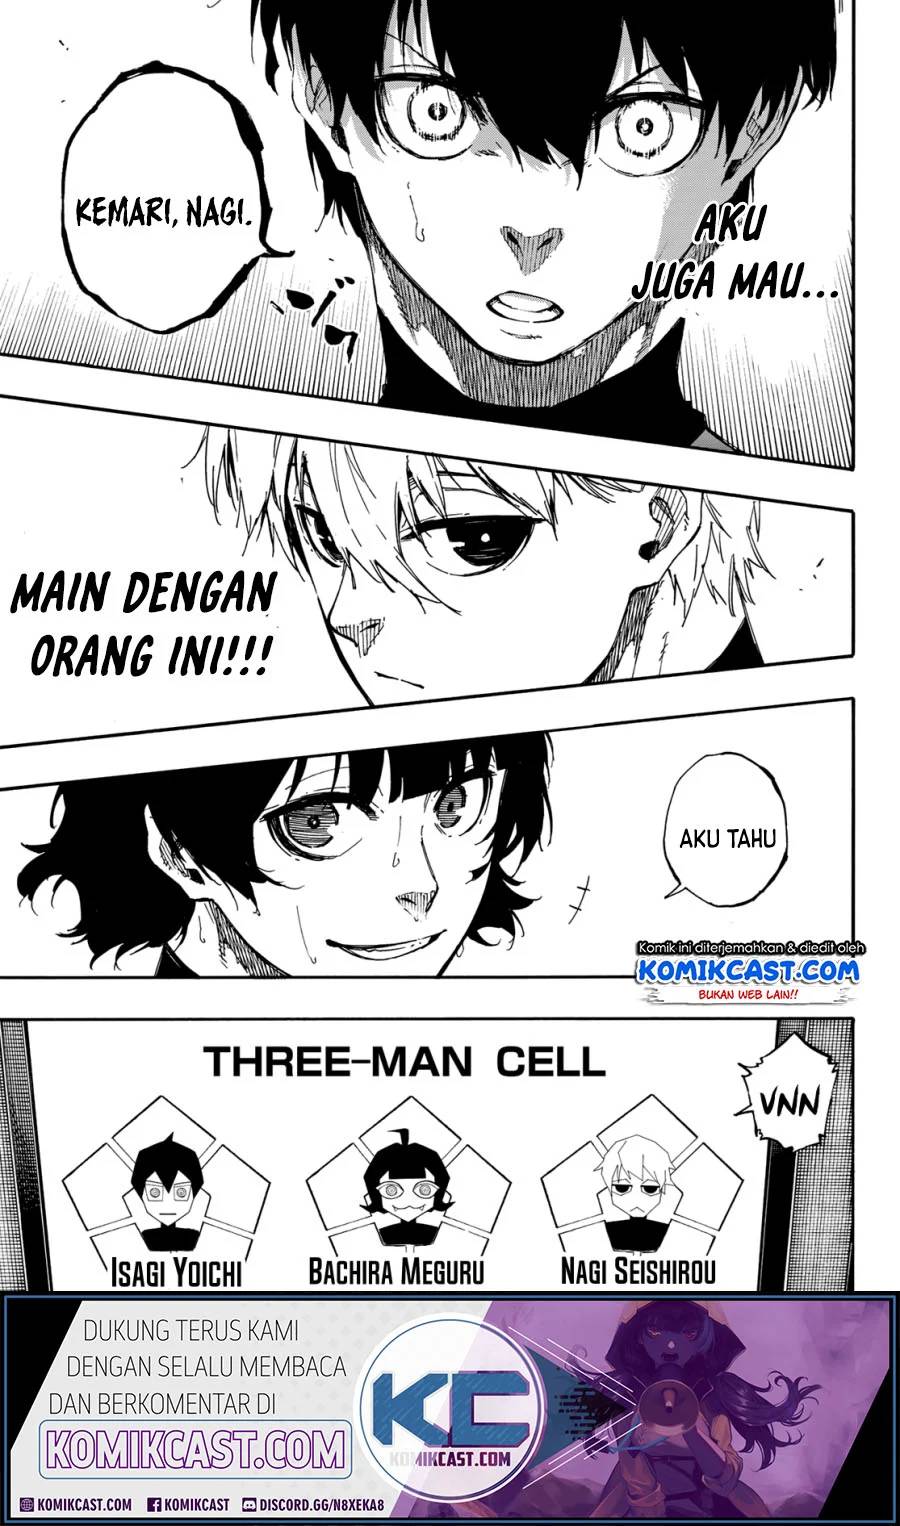 AKU
JUGA MAU...
KEMARI, NAGI.
MAIN DENGAN
ORANG INI!!!
AKU TAHU
Komik ini diterjemahkan & diedit oleh
KOMIKCAST.COM
BUKAN WEB LAIN!!
THREE-MAN CELL
VNN
ISAGI YOICHI
BACHIRA MEGURU
NAGI SEISHIROU
DUKUNG TERUS KAMI
DENGAN SELALU MEMBACA
DAN BERKOMENTAR DI
KOMIKCAST.COM
KC
KOMIKCAST.COM
KOMIKCAST.COM
KOMIKCAST
DISCORD.GG/N8XEKA8